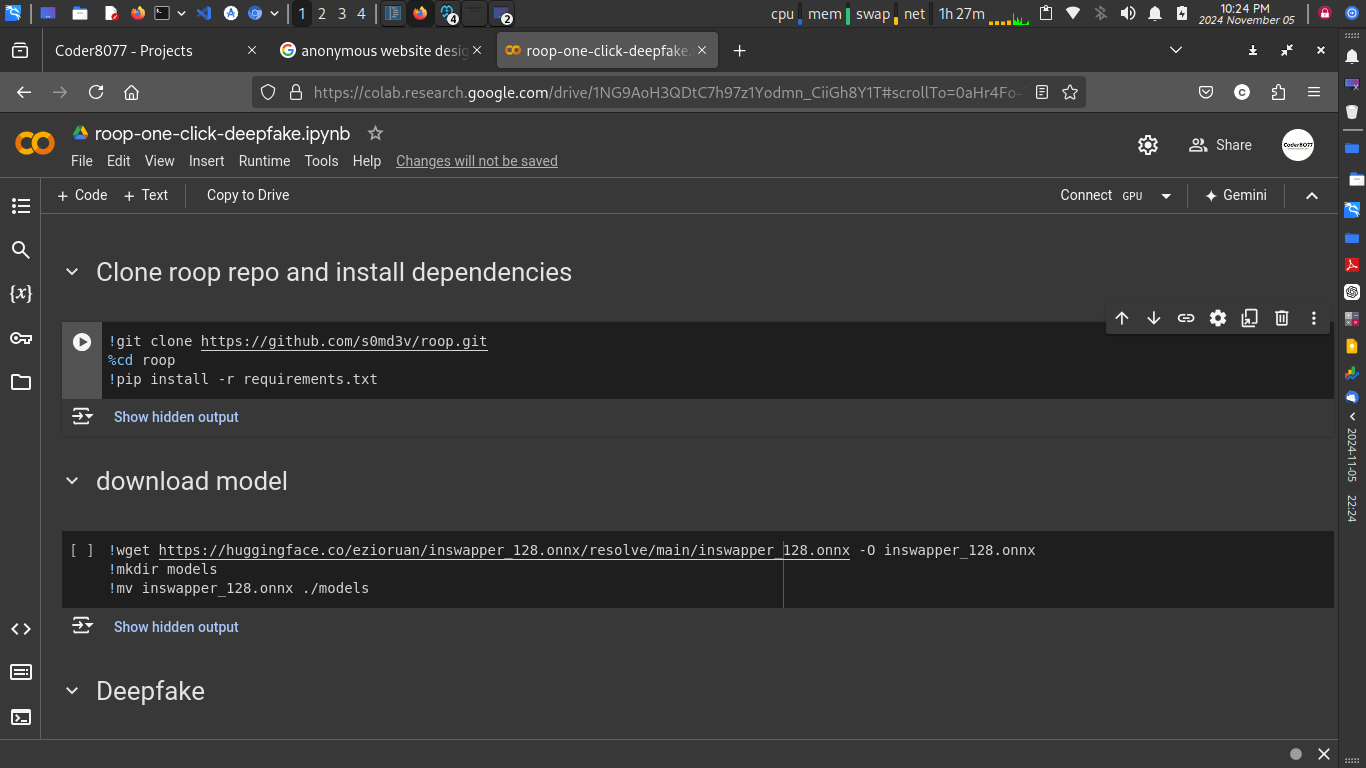 1 2 3 4
4
2
cpu mem swap net 1h27m
10:24 PM
2024 November 05
Coder8077 - Projects
anonymous website desig
roop-one-click-deepfake.
https://colab.research.google.com/drive/1NG9AoH3QDtC7h97z1Yodmn_CiiGh8Y1T#scrollTo=0aHr4Fo-
C
roop-one-click-deepfake.ipynb
File Edit View Insert Runtime Tools Help Changes will not be saved
Share
Coder8077
+ Code + Text Copy to Drive
Connect GPU
Gemini
Clone roop repo and install dependencies
!git clone https://github.com/s0md3v/roop.git
%cd roop
!pip install -r requirements.txt
Show hidden output
download model
[ ] !wget https://huggingface.co/ezioruan/inswapper_128.onnx/resolve/main/inswapper_128.onnx -O inswapper_128.onnx
!mkdir models
!mv inswapper_128.onnx ./models
Show hidden output
Deepfake
{x}
2024-11-05 22:24